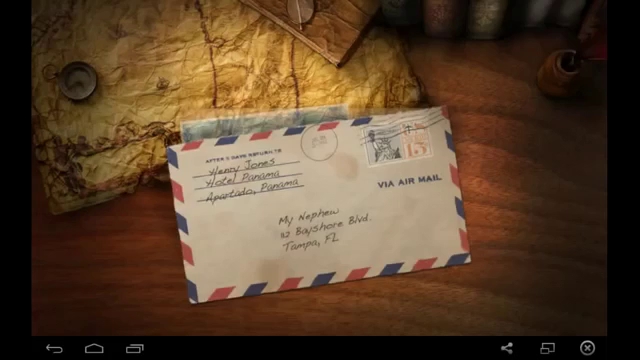 AFTER 5 DAYS RETURN TO
Henry Jones
Hotel Panama
Apartado, Panama
15
VIA AIR MAIL
My Nephew
112 Bayshore Blvd.
Tampa, FL